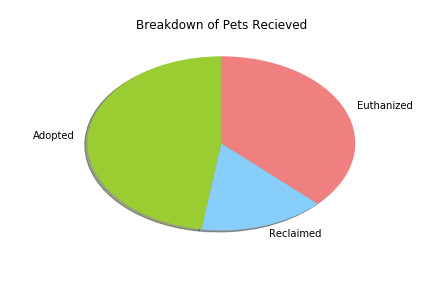 Breakdown of Pets Recieved
Euthanized
Adopted
Reclaimed